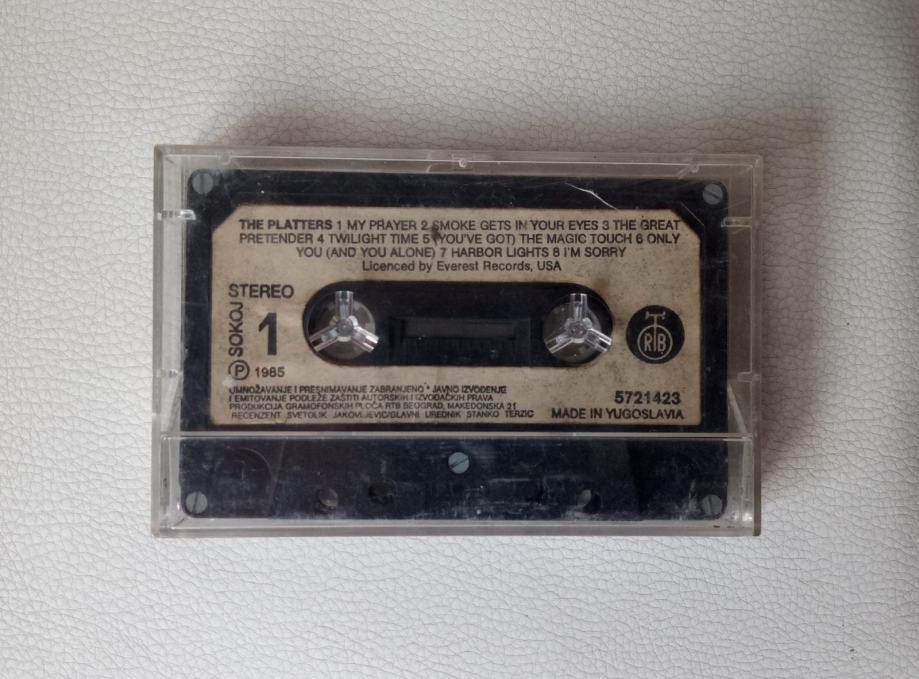 THE PLATTERS 1 MY PRAYER 2 SMOKE GETS IN YOUR EYES 3 THE GREAT
PRETENDER 4 TWILIGHT TIME 5 (YOU'VE GOT) THE MAGIC TOUCH 6 ONLY
YOU (AND YOU ALONE) 7 HARBOR LIGHTS 8 I'M SORRY
Licenced by Everest Records, USA
STEREO
SOKOJ
1
RTB
Ⓟ 1985
UMNOŽAVANJE I PRESNIMAVANJE ZABRANJENO * JAVNO IZVOĐENJE
I EMITOVANJE PODLEŽE ZAŠTITI AUTORSKIH I IZVOĐAČKIH PRAVA
PRODUKCIJA GRAMOFONSKIH PLOČA RTB BEOGRAD, MAKEDONSKA 21
RECENZENT SVETOLIK JAKOVLJEVIĆ/GLAVNI UREDNIK STANKO TERZIĆ
5721423
MADE IN YUGOSLAVIA